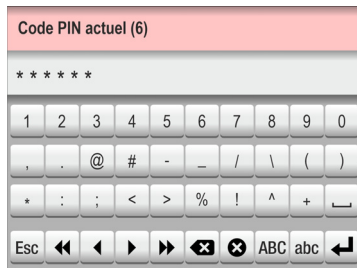 Code PIN actuel (6)
* * * * * *
1 2 3 4 5 6 7 8 9 0
, . @ # - _ / \ ( )
* : ; < > % ! ^ + ⎵
Esc ABC abc